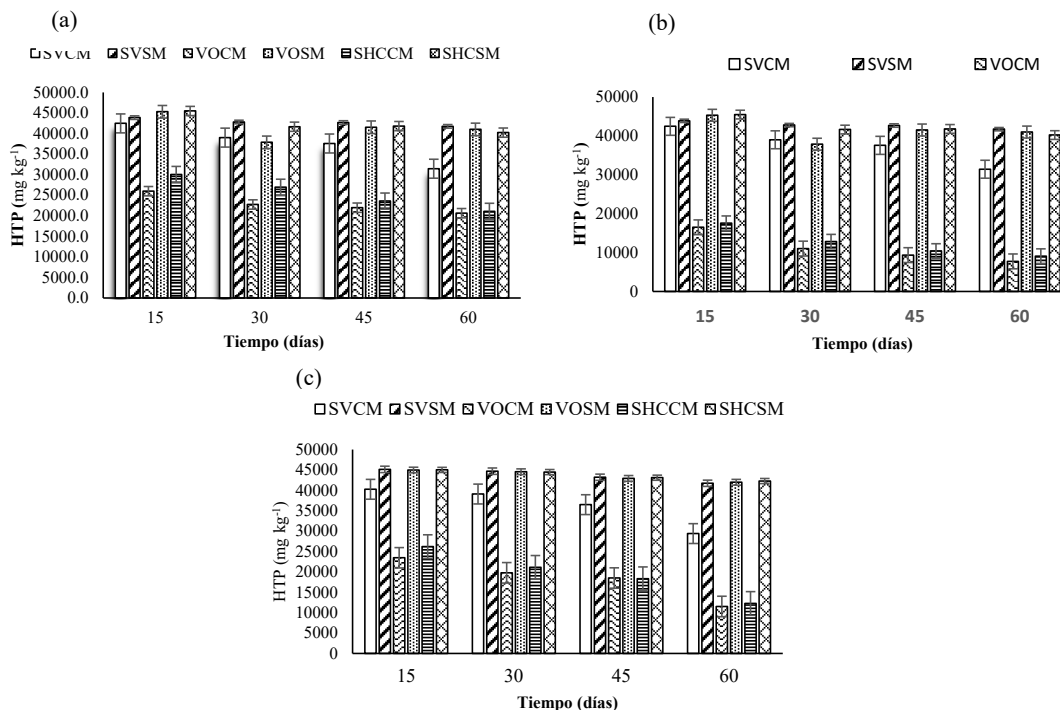 (a)
SVCM SVSM VOCM VOSM SHCCM SHCSM
50000.0
45000.0
40000.0
35000.0
30000.0
25000.0
20000.0
15000.0
10000.0
5000.0
0.0
HTP (mg kg-1)
15 30 45 60
Tiempo (días)
(b)
SVCM SVSM VOCM
50000
40000
30000
20000
10000
0
HTP (mg kg-1)
15 30 45 60
Tiempo (días)
(c)
SVCM SVSM VOCM VOSM SHCCM SHCSM
50000
45000
40000
35000
30000
25000
20000
15000
10000
5000
0
HTP (mg kg-1)
15 30 45 60
Tiempo (días)